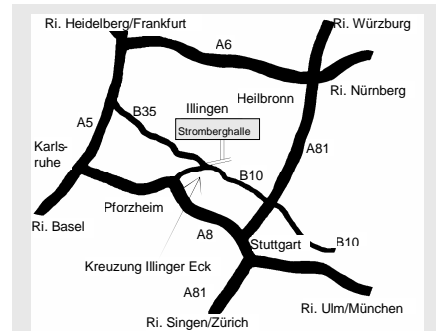 Ri. Heidelberg/Frankfurt
Ri. Würzburg
A6
Ri. Nürnberg
Heilbronn
Illingen
B35
Stromberghalle
A5
A81
Karls-
ruhe
B10
Pforzheim
Ri. Basel
A8
Stuttgart
B10
Kreuzung Illinger Eck
A81
Ri. Ulm/München
Ri. Singen/Zürich